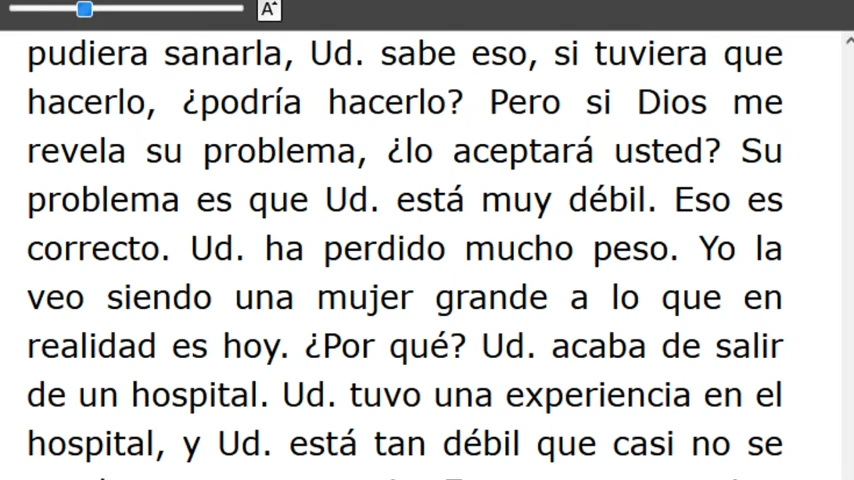 A
pudiera sanarla, Ud. sabe eso, si tuviera que
hacerlo, ¿podría hacerlo? Pero si Dios me
revela su problema, ¿lo aceptará usted? Su
problema es que Ud. está muy débil. Eso es
correcto. Ud. ha perdido mucho peso. Yo la
veo siendo una mujer grande a lo que en
realidad es hoy. ¿Por qué? Ud. acaba de salir
de un hospital. Ud. tuvo una experiencia en el
hospital, y Ud. está tan débil que casi no se